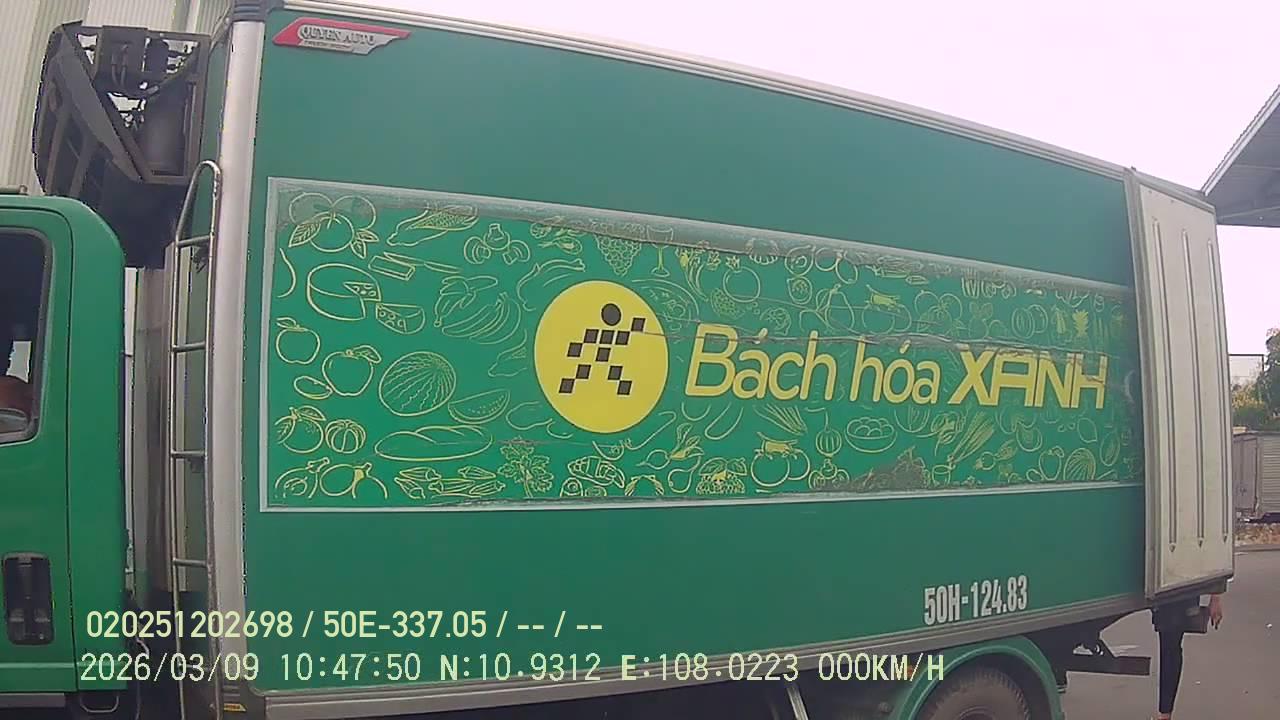 QUYEN AUTO
Bách hóa XANH
50H-124.83
020251202698 / 50E-337.05 / -- / --
2026/03/09 10:47:50 N:10.9312 E:108.0223 000KM/H